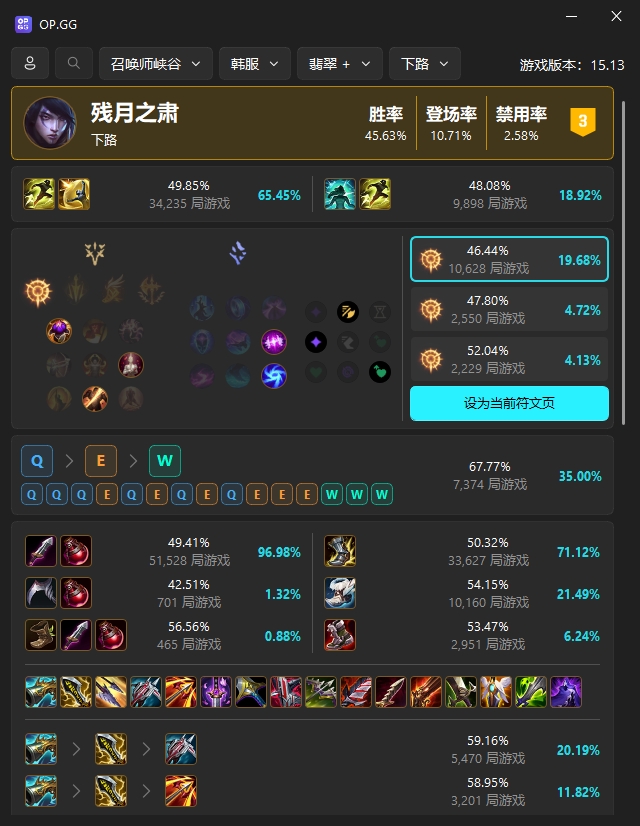 OP.GG
召唤师峡谷 韩服 翡翠 + 下路 游戏版本： 15.13
残月之肃 胜率 登场率 禁用率 3
下路 45.63% 10.71% 2.58%
49.85% 65.45% 48.08% 18.92%
34,235 局游戏 9,898 局游戏
46.44% 19.68%
10,628 局游戏
47.80% 4.72%
2,550 局游戏
52.04% 4.13%
2,229 局游戏
设为当前符文页
Q E W 67.77% 35.00%
7,374 局游戏
Q Q Q E Q E Q E Q E E E W W W
49.41% 96.98% 50.32% 71.12%
51,528 局游戏 33,627 局游戏
42.51% 1.32% 54.15% 21.49%
701 局游戏 10,160 局游戏
56.56% 0.88% 53.47% 6.24%
465 局游戏 2,951 局游戏
59.16% 20.19%
5,470 局游戏
58.95% 11.82%
3,201 局游戏